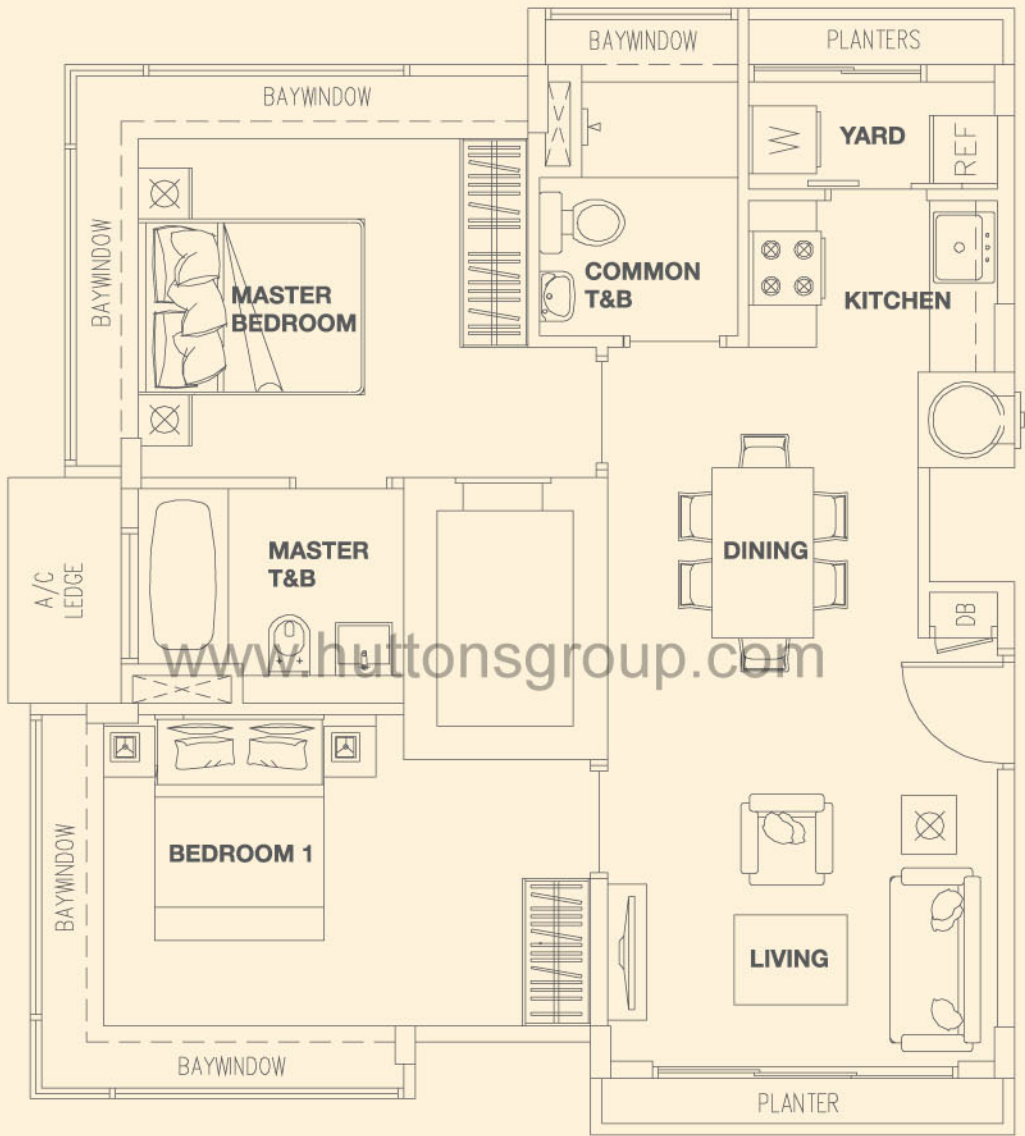 BAYWINDOW
PLANTERS
BAYWINDOW
W
YARD
REF
BAYWINDOW
MASTER
BEDROOM
COMMON
T&B
KITCHEN
A/C
LEDGE
MASTER
T&B
DINING
DB
www.huttonsgroup.com
BAYWINDOW
BEDROOM 1
LIVING
BAYWINDOW
PLANTER